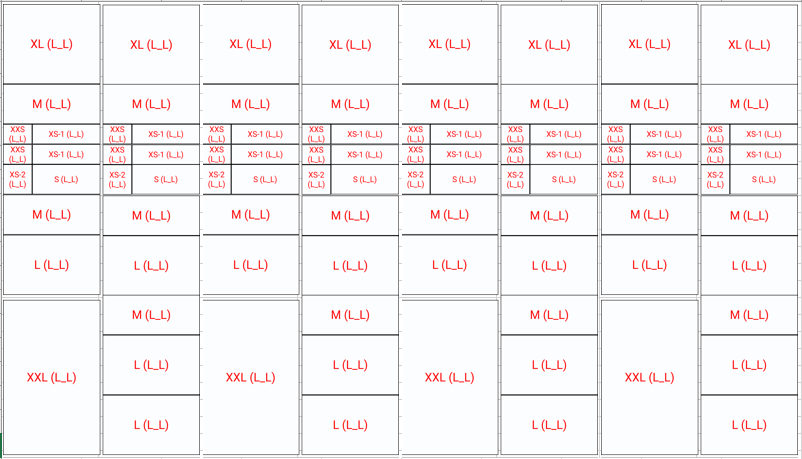 XL (L_L) XL (L_L) XL (L_L) XL (L_L) XL (L_L) XL (L_L) XL (L_L) XL (L_L)
M (L_L) M (L_L) M (L_L) M (L_L) M (L_L) M (L_L) M (L_L) M (L_L)
XXS (L_L) XS-1 (L_L) XXS (L_L) XS-1 (L_L) XXS (L_L) XS-1 (L_L) XXS (L_L) XS-1 (L_L) XXS (L_L) XS-1 (L_L) XXS (L_L) XS-1 (L_L) XXS (L_L) XS-1 (L_L) XXS (L_L) XS-1 (L_L)
XXS (L_L) XS-1 (L_L) XXS (L_L) XS-1 (L_L) XXS (L_L) XS-1 (L_L) XXS (L_L) XS-1 (L_L) XXS (L_L) XS-1 (L_L) XXS (L_L) XS-1 (L_L) XXS (L_L) XS-1 (L_L) XXS (L_L) XS-1 (L_L)
XS-2 (L_L) S (L_L) XS-2 (L_L) S (L_L) XS-2 (L_L) S (L_L) XS-2 (L_L) S (L_L) XS-2 (L_L) S (L_L) XS-2 (L_L) S (L_L) XS-2 (L_L) S (L_L) XS-2 (L_L) S (L_L)
M (L_L) M (L_L) M (L_L) M (L_L) M (L_L) M (L_L) M (L_L) M (L_L)
L (L_L) L (L_L) L (L_L) L (L_L) L (L_L) L (L_L) L (L_L) L (L_L)
M (L_L) M (L_L) M (L_L) M (L_L)
L (L_L) L (L_L) L (L_L) L (L_L)
XXL (L_L) XXL (L_L) XXL (L_L) XXL (L_L)
L (L_L) L (L_L) L (L_L) L (L_L)